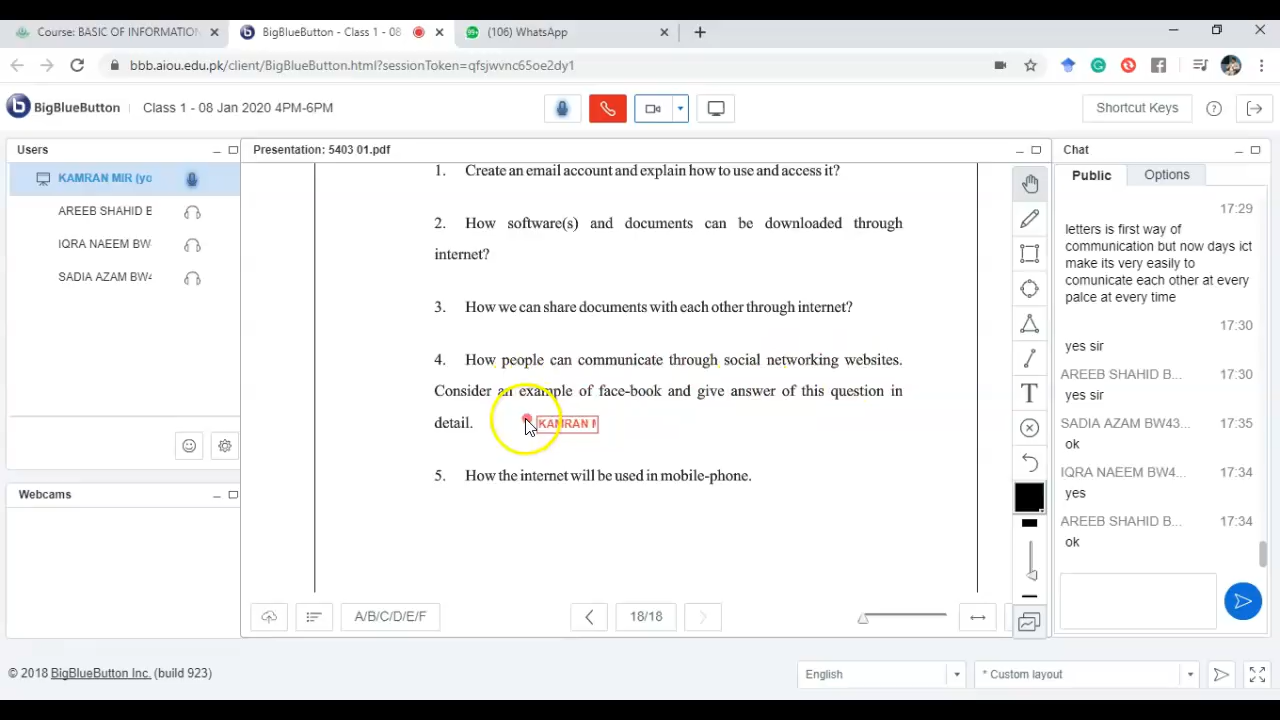 Course: BASIC OF INFORMATION
BigBlueButton - Class 1 - 08
(106) WhatsApp
bbb.aiou.edu.pk/client/BigBlueButton.html?sessionToken=qfsjwvnc65oe2dy1
BigBlueButton
Class 1 - 08 Jan 2020 4PM-6PM
Shortcut Keys
Users
KAMRAN MIR (yo
AREEB SHAHID B
IQRA NAEEM BW
SADIA AZAM BW4
Webcams
Presentation: 5403 01.pdf
1. Create an email account and explain how to use and access it?
2. How software(s) and documents can be downloaded through
internet?
3. How we can share documents with each other through internet?
4. How people can communicate through social networking websites.
Consider an example of face-book and give answer of this question in
detail.
KAMRAN M
5. How the internet will be used in mobile-phone.
A/B/C/D/E/F
18/18
Chat
Public
Options
17:29
letters is first way of
communication but now days ict
make its very easily to
comunicate each other at every
palce at every time
17:30
yes sir
AREEB SHAHID B... 17:30
yes sir
SADIA AZAM BW43... 17:35
ok
IQRA NAEEM BW4... 17:34
yes
AREEB SHAHID B... 17:34
ok
© 2018 BigBlueButton Inc. (build 923)
English
* Custom layout